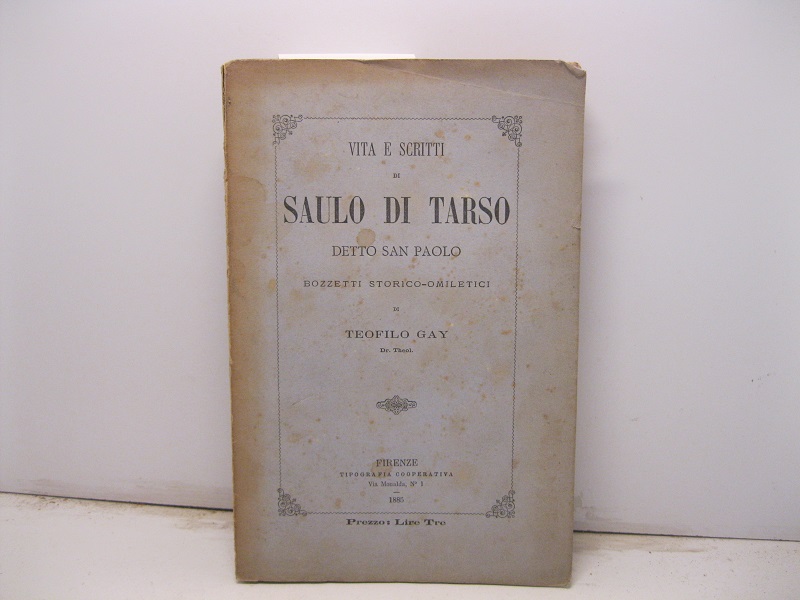 VITA E SCRITTI
DI
SAULO DI TARSO
DETTO SAN PAOLO
BOZZETTI STORICO-OMILETICI
DI
TEOFILO GAY
Dr. Theol.
FIRENZE
TIPOGRAFIA COOPERATIVA
Via Monalda, N° 1
1885
Prezzo: Lire Tre